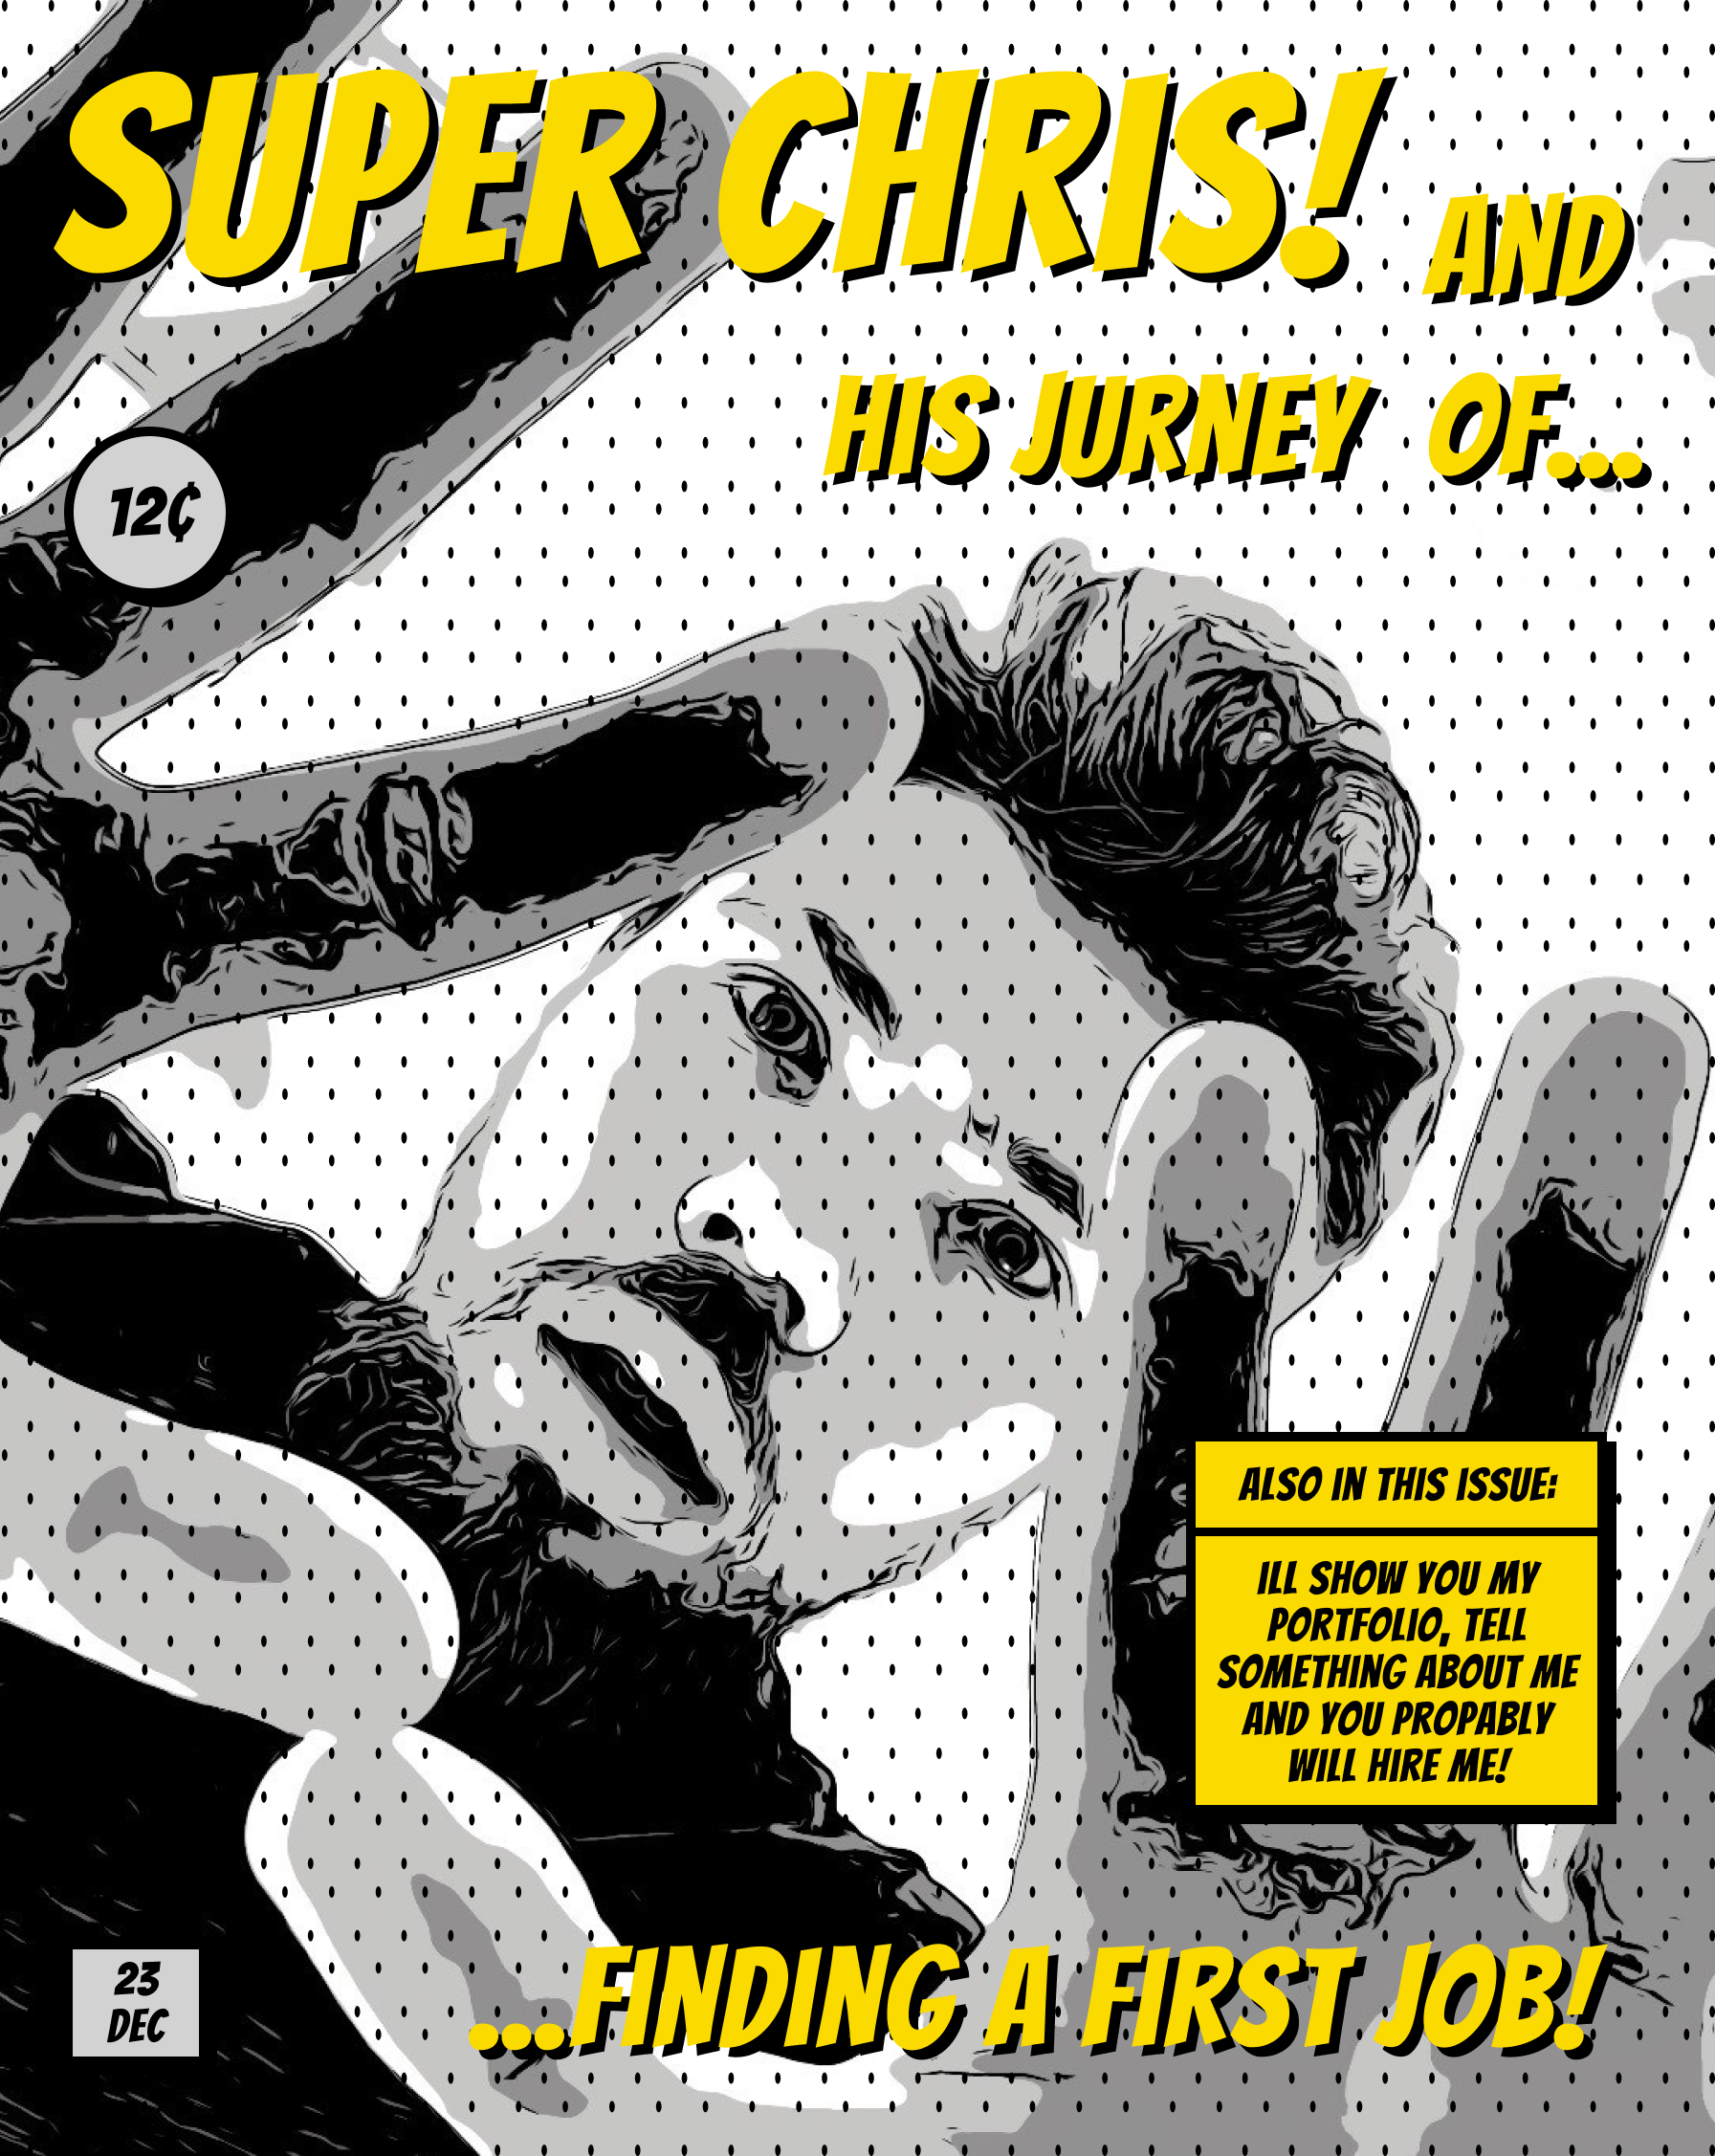 SUPER CHRIS! AND
HIS JURNEY OF...
12¢
ALSO IN THIS ISSUE:
ILL SHOW YOU MY
PORTFOLIO, TELL
SOMETHING ABOUT ME
AND YOU PROPABLY
WILL HIRE ME!
...FINDING A FIRST JOB!
23
DEC